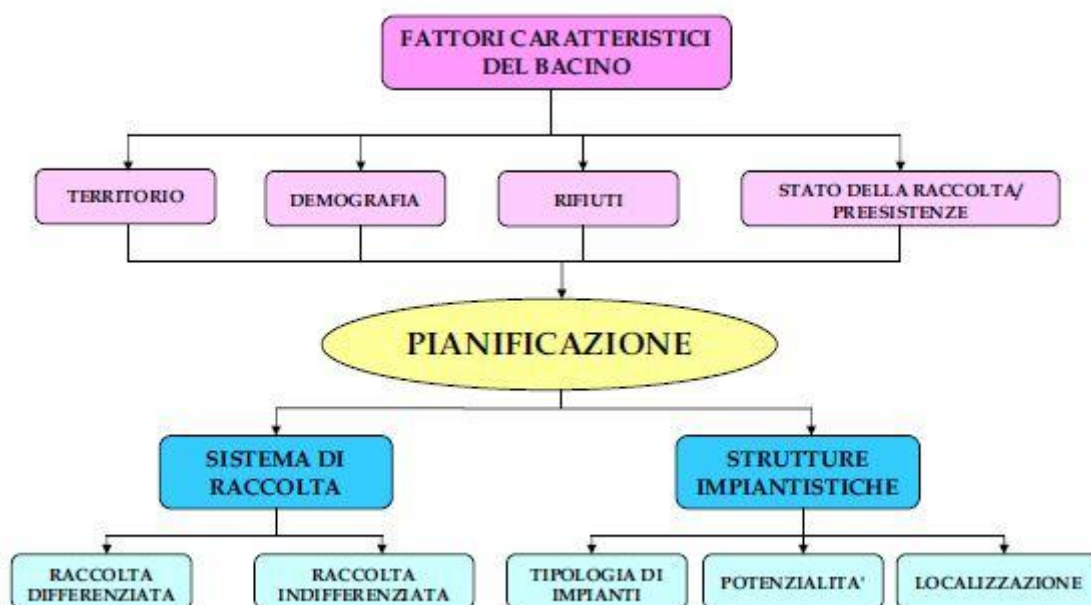 FATTORI CARATTERISTICI
DEL BACINO
TERRITORIO
DEMOGRAFIA
RIFIUTI
STATO DELLA RACCOLTA/
PREESISTENZE
PIANIFICAZIONE
SISTEMA DI
RACCOLTA
STRUTTURE
IMPIANTISTICHE
RACCOLTA
DIFFERENZIATA
RACCOLTA
INDIFFERENZIATA
TIPOLOGIA DI
IMPIANTI
POTENZIALITA'
LOCALIZZAZIONE